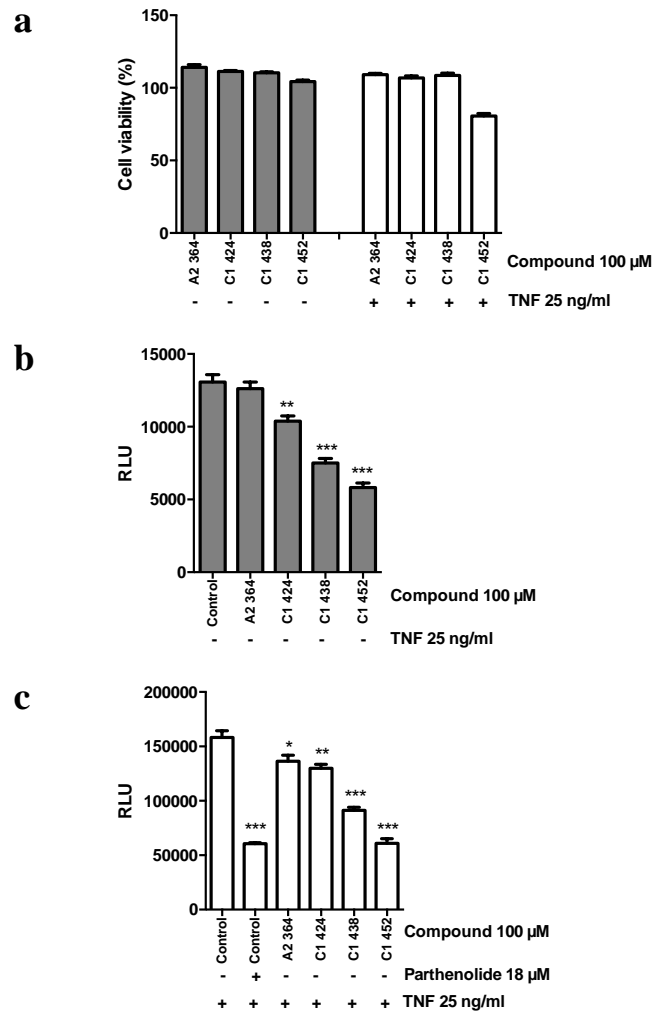 a
150
100
50
0
Cell viability (%)
A2 364 C1 424 C1 438 C1 452 A2 364 C1 424 C1 438 C1 452 Compound 100 µM
- - - - + + + + TNF 25 ng/ml
b
15000
10000
5000
0
RLU
** *** ***
Control A2 364 C1 424 C1 438 C1 452 Compound 100 µM
- - - - - TNF 25 ng/ml
c
200000
150000
100000
50000
0
RLU
*** * ** *** ***
Control Control A2 364 C1 424 C1 438 C1 452 Compound 100 µM
- + - - - - Parthenolide 18 µM
+ + + + + + TNF 25 ng/ml